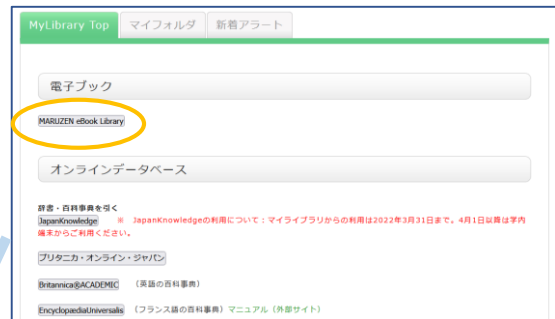 MyLibrary Top マイフォルダ 新着アラート
電子ブック
MARUZEN eBook Library
オンラインデータベース
辞書・百科事典を引く
JapanKnowledge ※ JapanKnowledgeの利用について:マイライブラリからの利用は2022年3月31日まで。4月1日以降は学内
端末からご利用ください。
ブリタニカ・オンライン・ジャパン
Britannica®ACADEMIC (英語の百科事典)
EncyclopædiaUniversalis (フランス語の百科事典) マニュアル(外部サイト)